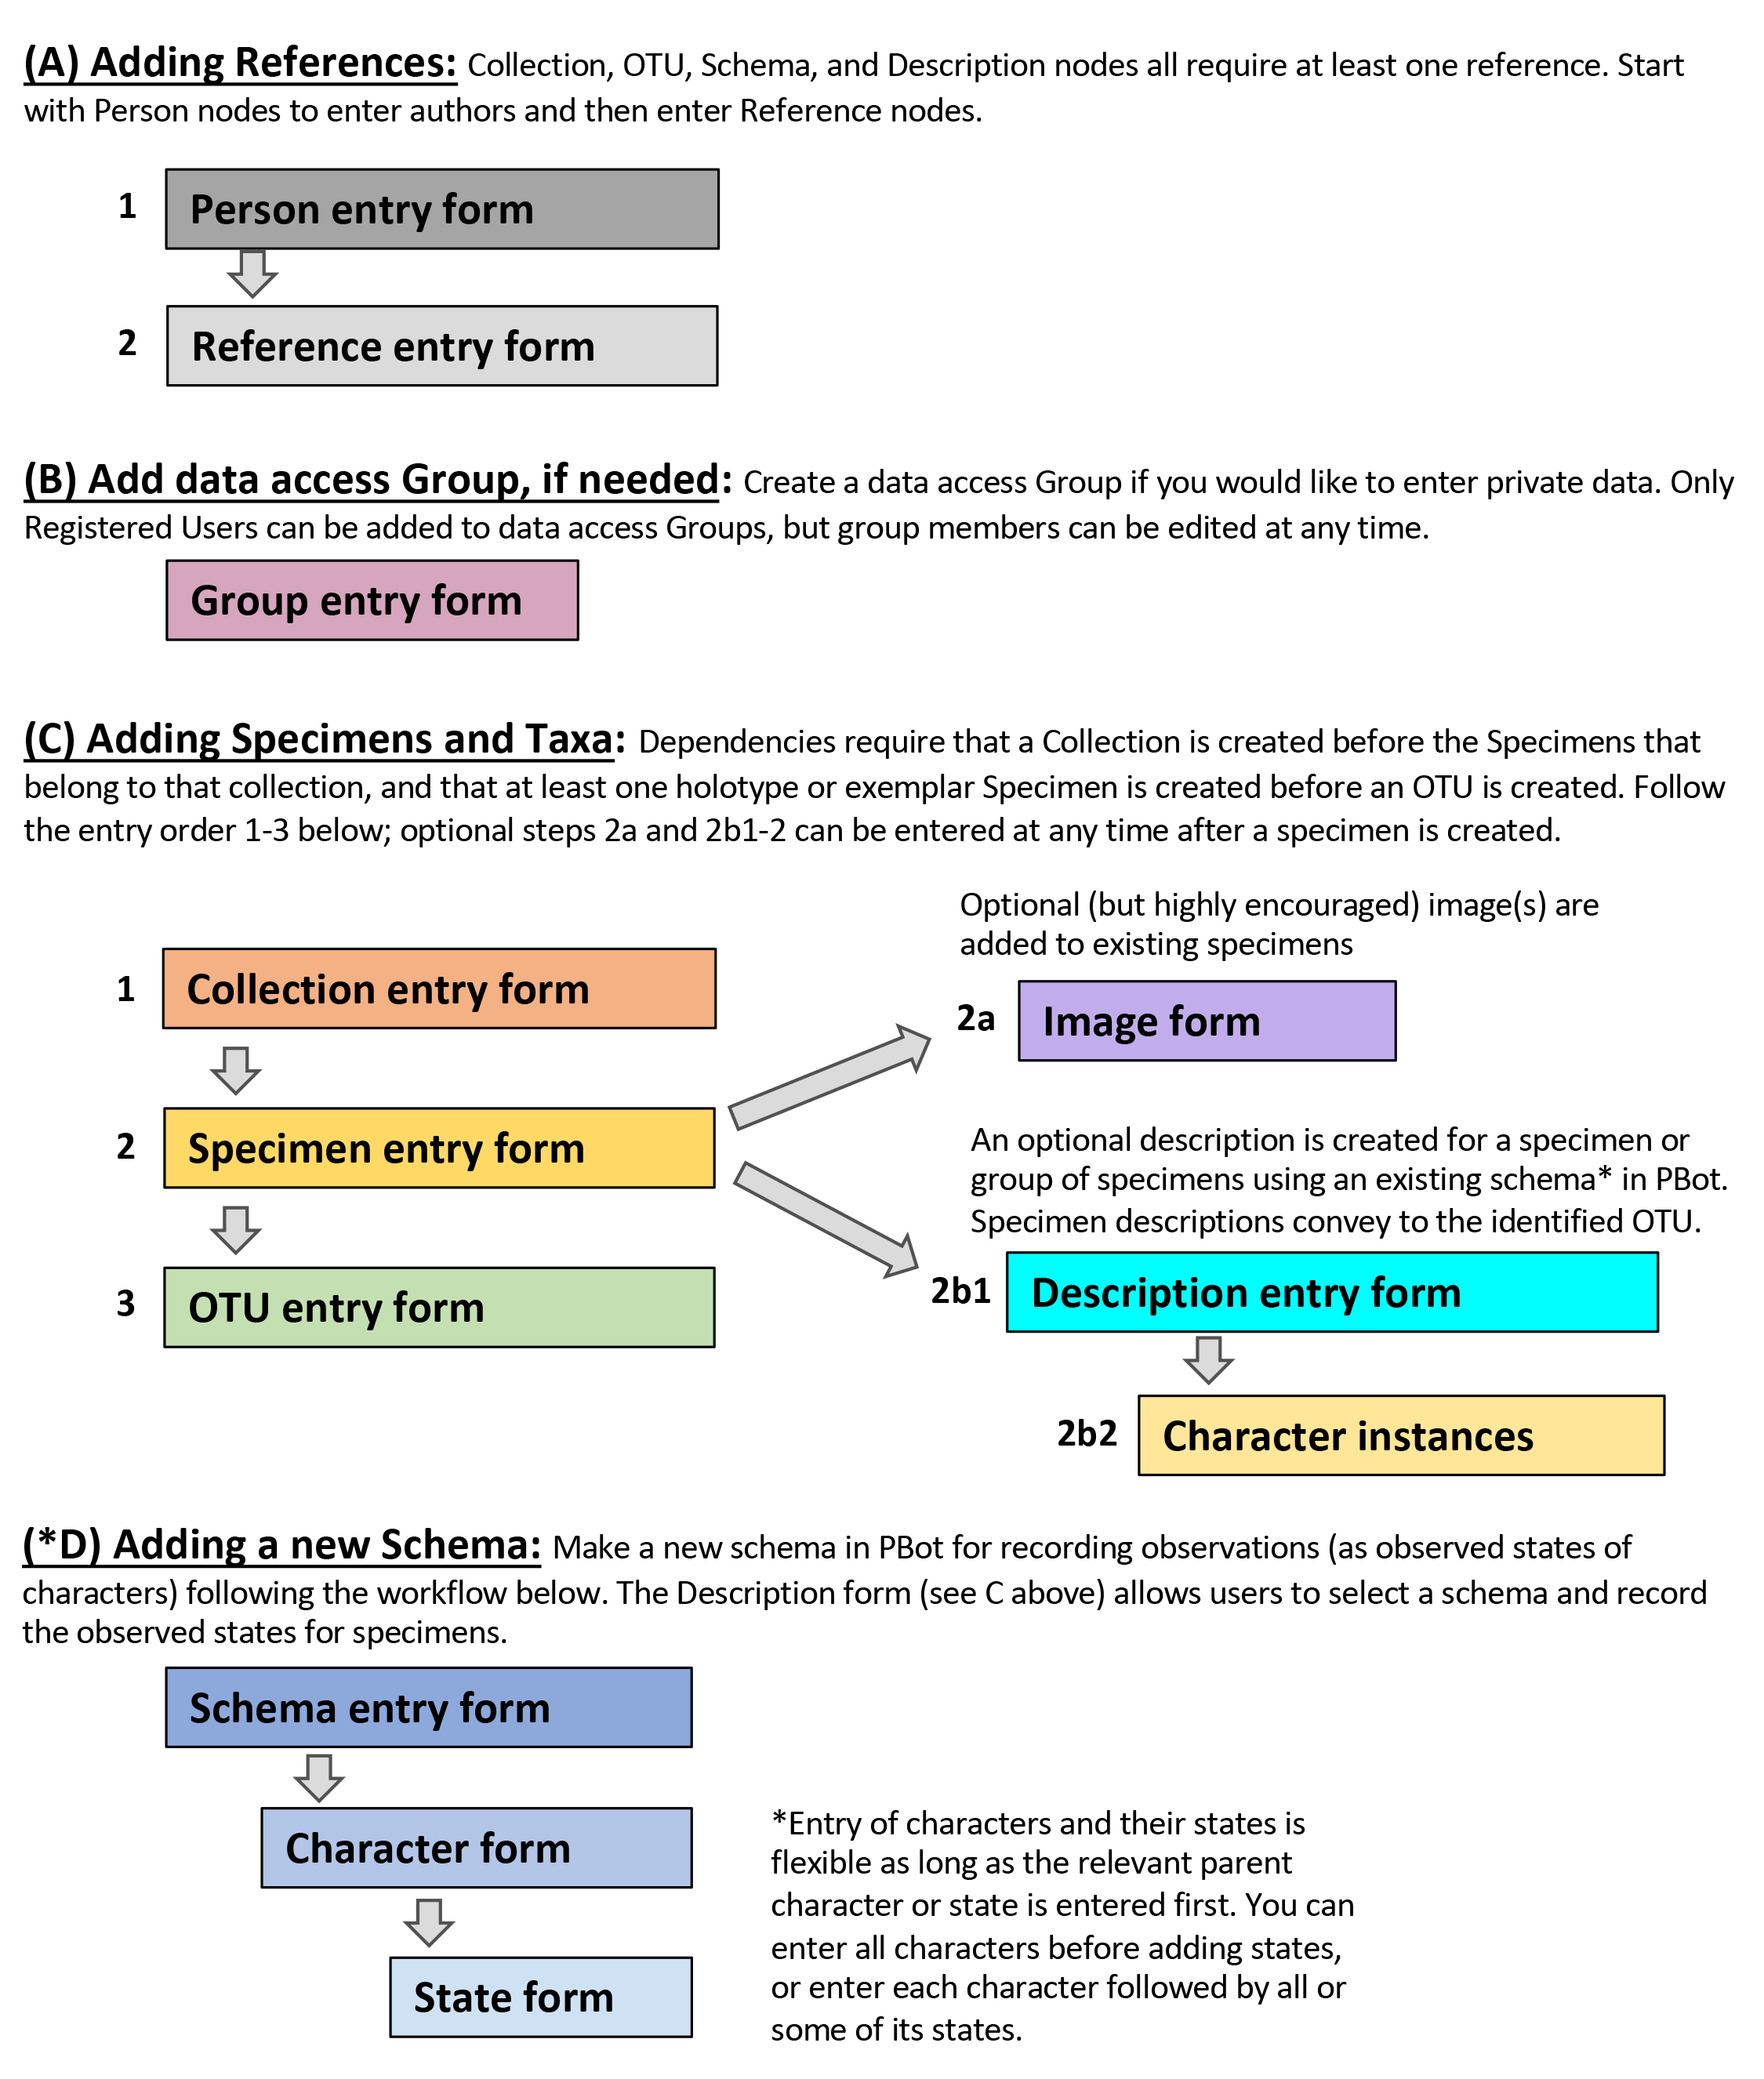 (A) Adding References: Collection, OTU, Schema, and Description nodes all require at least one reference. Start
with Person nodes to enter authors and then enter Reference nodes.
1 Person entry form
2 Reference entry form
(B) Add data access Group, if needed: Create a data access Group if you would like to enter private data. Only
Registered Users can be added to data access Groups, but group members can be edited at any time.
Group entry form
(C) Adding Specimens and Taxa: Dependencies require that a Collection is created before the Specimens that
belong to that collection, and that at least one holotype or exemplar Specimen is created before an OTU is created. Follow
the entry order 1-3 below; optional steps 2a and 2b1-2 can be entered at any time after a specimen is created.
1 Collection entry form
2 Specimen entry form
3 OTU entry form
Optional (but highly encouraged) image(s) are
added to existing specimens
2a Image form
An optional description is created for a specimen or
group of specimens using an existing schema* in PBot.
Specimen descriptions convey to the identified OTU.
2b1 Description entry form
2b2 Character instances
(*D) Adding a new Schema: Make a new schema in PBot for recording observations (as observed states of
characters) following the workflow below. The Description form (see C above) allows users to select a schema and record
the observed states for specimens.
Schema entry form
Character form
State form
*Entry of characters and their states is
flexible as long as the relevant parent
character or state is entered first. You can
enter all characters before adding states,
or enter each character followed by all or
some of its states.